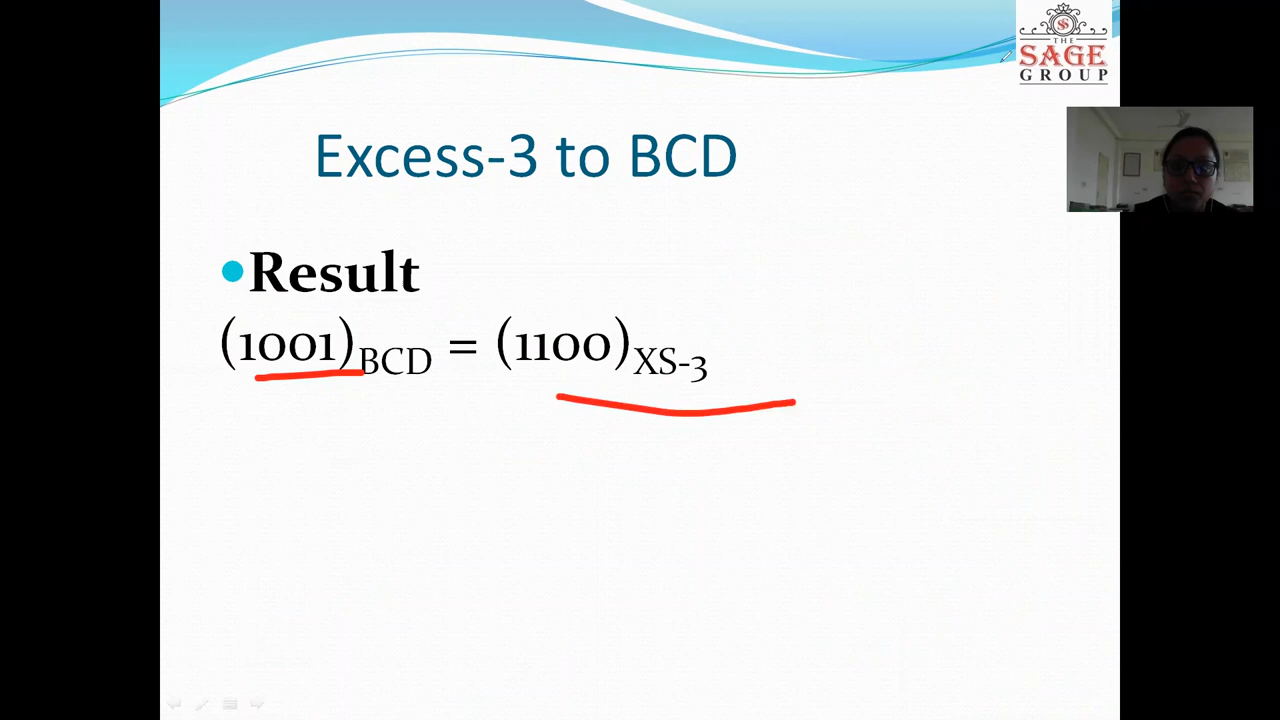 THE
SAGE
GROUP
Excess-3 to BCD
•Result
(1001)BCD = (1100)XS-3